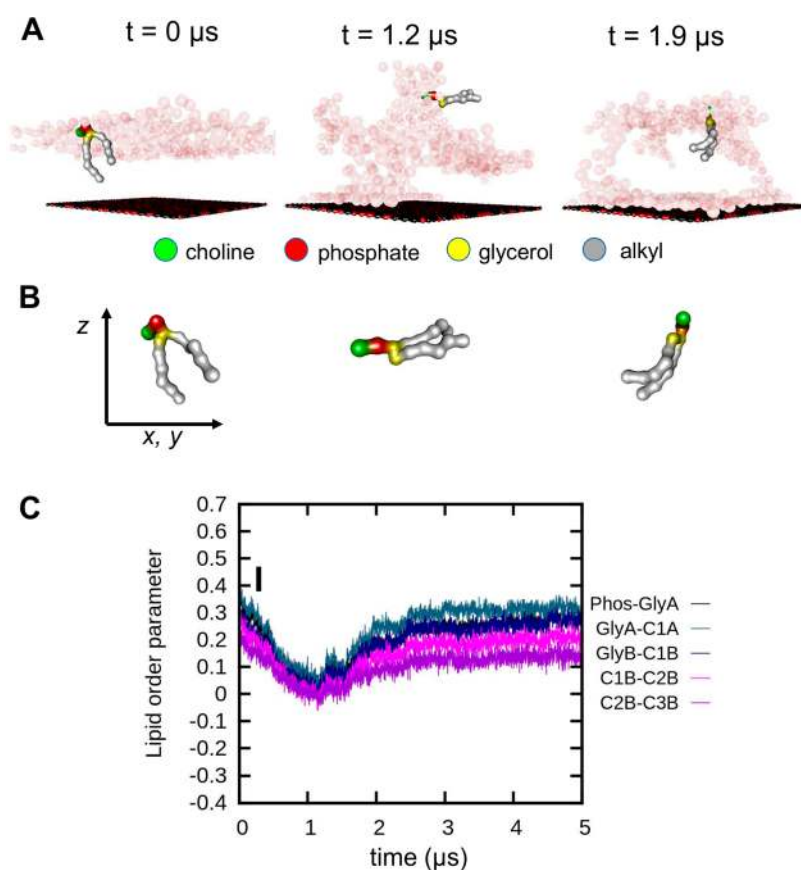 A
t = 0 µs
t = 1.2 µs
t = 1.9 µs
choline
phosphate
glycerol
alkyl
B
z
x, y
C
Lipid order parameter
0.7
0.6
0.5
0.4
0.3
0.2
0.1
0
-0.1
-0.2
-0.3
-0.4
Phos-GlyA
GlyA-C1A
GlyB-C1B
C1B-C2B
C2B-C3B
0 1 2 3 4 5
time (µs)